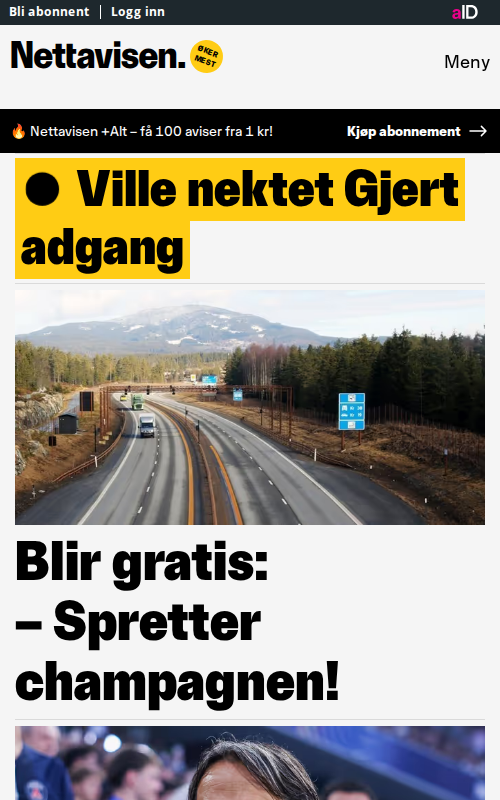 Bli abonnent | Logg inn
aID
Nettavisen.
ØKER
MEST
Meny
🔥 Nettavisen +Alt – få 100 aviser fra 1 kr!
Kjøp abonnement →
● Ville nektet Gjert
adgang
Blir gratis:
– Spretter
champagnen!